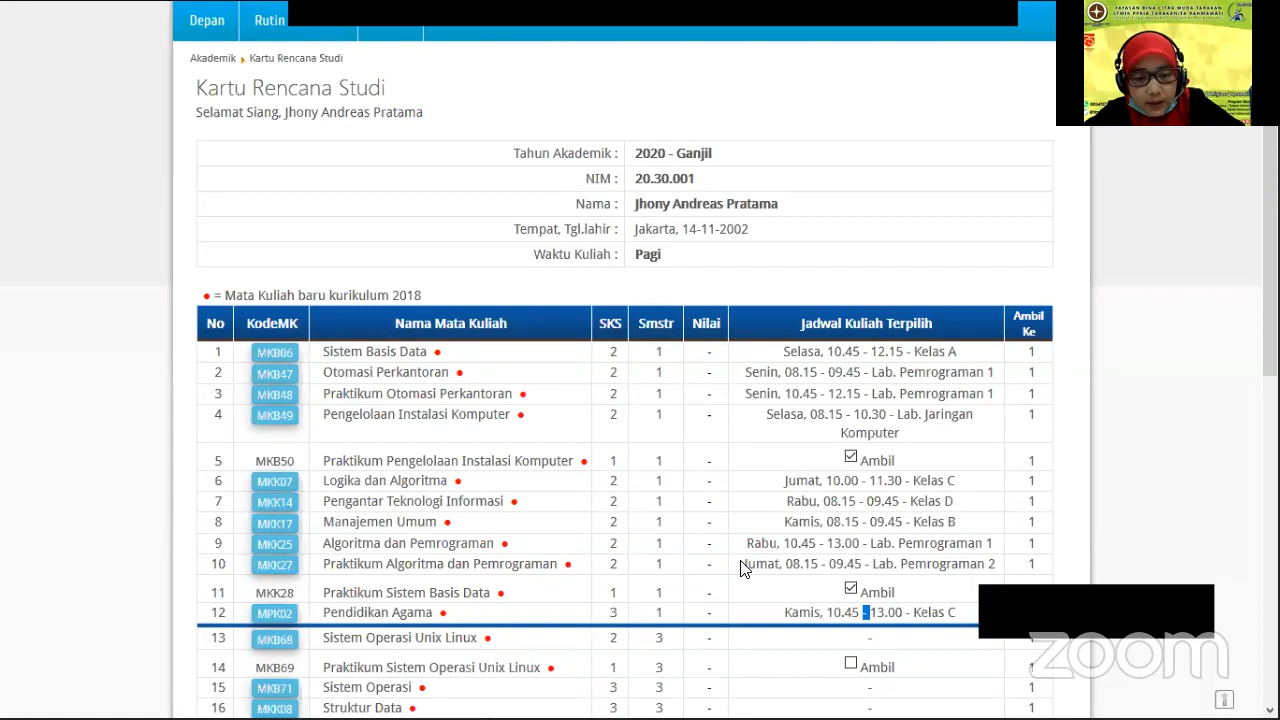 Depan Rutin
YAYASAN BINA CITRA MUDA TARAKAN
STMIK PPKIA TARAKANITA RAHMAWATI
Akademik Kartu Rencana Studi
Kartu Rencana Studi
Selamat Siang, Jhony Andreas Pratama
Tahun Akademik : 2020 - Ganjil
NIM : 20.30.001
Nama : Jhony Andreas Pratama
Tempat, Tgl.lahir : Jakarta, 14-11-2002
Waktu Kuliah : Pagi
= Mata Kuliah baru kurikulum 2018
No KodeMK Nama Mata Kuliah SKS Smstr Nilai Jadwal Kuliah Terpilih Ambil Ke
1 MKB06 Sistem Basis Data 2 1 - Selasa, 10.45 - 12.15 - Kelas A 1
2 MKB47 Otomasi Perkantoran 2 1 - Senin, 08.15 - 09.45 - Lab. Pemrograman 1 1
3 MKB48 Praktikum Otomasi Perkantoran 2 1 - Senin, 10.45 - 12.15 - Lab. Pemrograman 1 1
4 MKB49 Pengelolaan Instalasi Komputer 2 1 - Selasa, 08.15 - 10.30 - Lab. Jaringan Komputer 1
5 MKB50 Praktikum Pengelolaan Instalasi Komputer 1 1 - Ambil 1
6 MKK07 Logika dan Algoritma 2 1 - Jumat, 10.00 - 11.30 - Kelas C 1
7 MKK14 Pengantar Teknologi Informasi 2 1 - Rabu, 08.15 - 09.45 - Kelas D 1
8 MKK17 Manajemen Umum 2 1 - Kamis, 08.15 - 09.45 - Kelas B 1
9 MKK25 Algoritma dan Pemrograman 2 1 - Rabu, 10.45 - 13.00 - Lab. Pemrograman 1 1
10 MKK27 Praktikum Algoritma dan Pemrograman 2 1 - Jumat, 08.15 - 09.45 - Lab. Pemrograman 2 1
11 MKK28 Praktikum Sistem Basis Data 1 1 - Ambil
12 MPK02 Pendidikan Agama 3 1 - Kamis, 10.45 - 13.00 - Kelas C
13 MKB68 Sistem Operasi Unix Linux 2 3 - -
14 MKB69 Praktikum Sistem Operasi Unix Linux 1 3 - Ambil 1
15 MKB71 Sistem Operasi 3 3 - - 1
16 MKK08 Struktur Data 3 3 - - 1
zoom